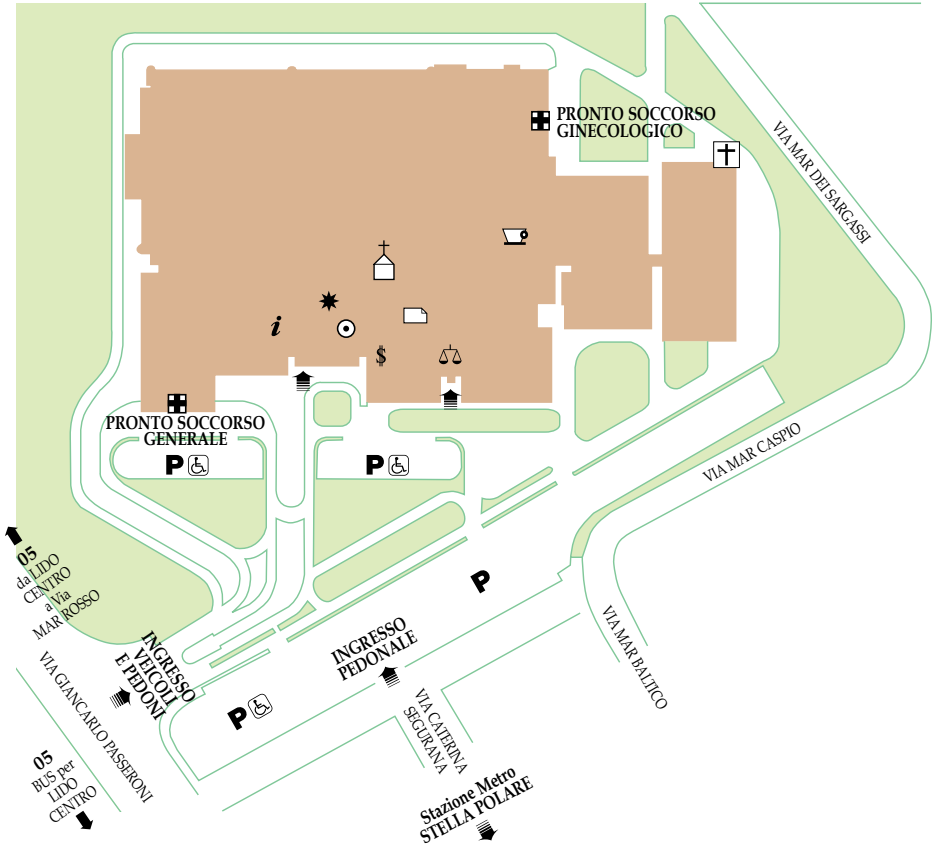 PRONTO SOCCORSO
GINECOLOGICO
VIA MAR DEI SARGASSI
i
$
PRONTO SOCCORSO
GENERALE
P
P
VIA MAR CASPIO
05
da LIDO
CENTRO
a Via
MAR ROSSO
P
INGRESSO
VEICOLI
E PEDONI
INGRESSO
PEDONALE
VIA MAR BALTICO
VIA GIANCARLO PASSERONI
P
VIA CATERINA
SEGURANA
05
BUS per
LIDO
CENTRO
Stazione Metro
STELLA POLARE